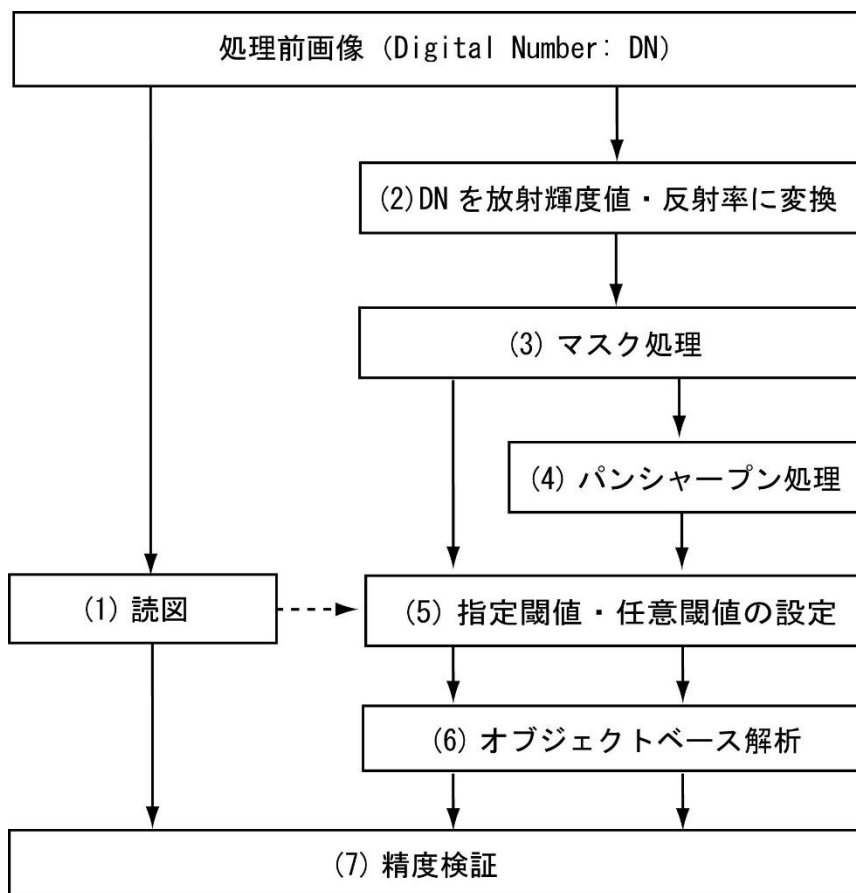 処理前画像 (Digital Number: DN)
(2)DN を放射輝度値・反射率に変換
(3) マスク処理
(4) パンシャープン処理
(1) 読図
(5) 指定閾値・任意閾値の設定
(6) オブジェクトベース解析
(7) 精度検証